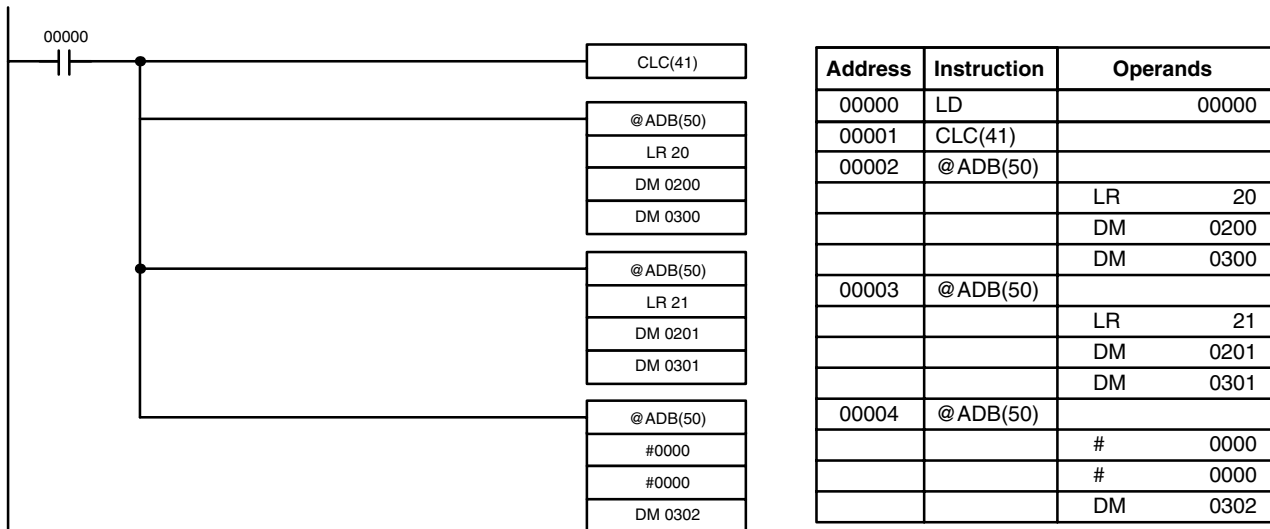 00000
CLC(41)
@ADB(50)
LR 20
DM 0200
DM 0300
@ADB(50)
LR 21
DM 0201
DM 0301
@ADB(50)
#0000
#0000
DM 0302
Address Instruction Operands
00000 LD 00000
00001 CLC(41)
00002 @ADB(50)
LR 20
DM 0200
DM 0300
00003 @ADB(50)
LR 21
DM 0201
DM 0301
00004 @ADB(50)
# 0000
# 0000
DM 0302